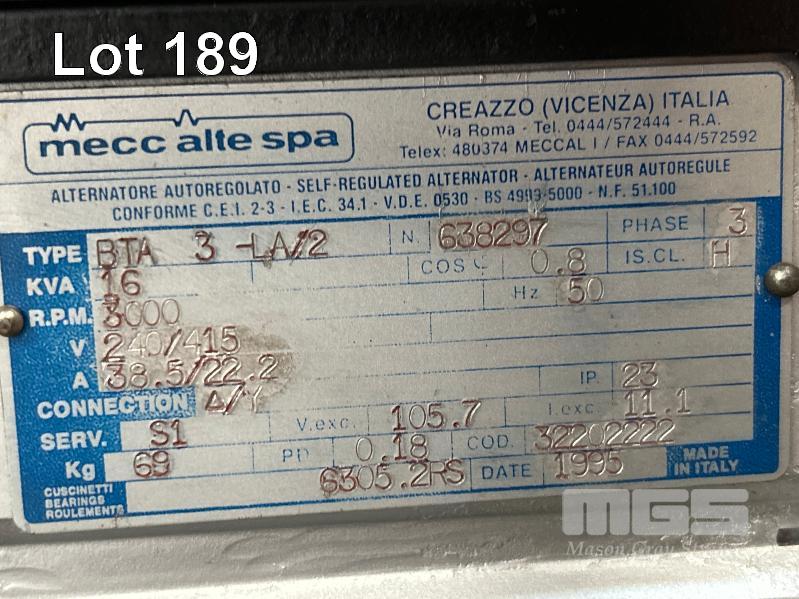 Lot 189
mecc alte spa
CREAZZO (VICENZA) ITALIA
Via Roma - Tel. 0444/572444 - R.A.
Telex: 480374 MECCAL I / FAX 0444/572592
ALTERNATORE AUTOREGOLATO - SELF-REGULATED ALTERNATOR - ALTERNATEUR AUTOREGULE
CONFORME C.E.I. 2-3 - I.E.C. 34.1 - V.D.E. 0530 - BS 4999-5000 - N.F. 51.100
TYPE BTA 3 -LA/2 N. 638297 PHASE 3
KVA 16 COS φ 0.8 IS.CL. H
R.P.M. 3000 Hz 50
V 240/415
A 38.5/22.2 IP. 23
CONNECTION Δ/Y V.exc. 105.7 I.exc 11.1
SERV. S1 PD 0.18 COD. 32202222
Kg 69 6305.2RS DATE 1995 MADE IN ITALY
CUSCINETTI
BEARINGS
ROULEMENTS
MGS
Mason Gray